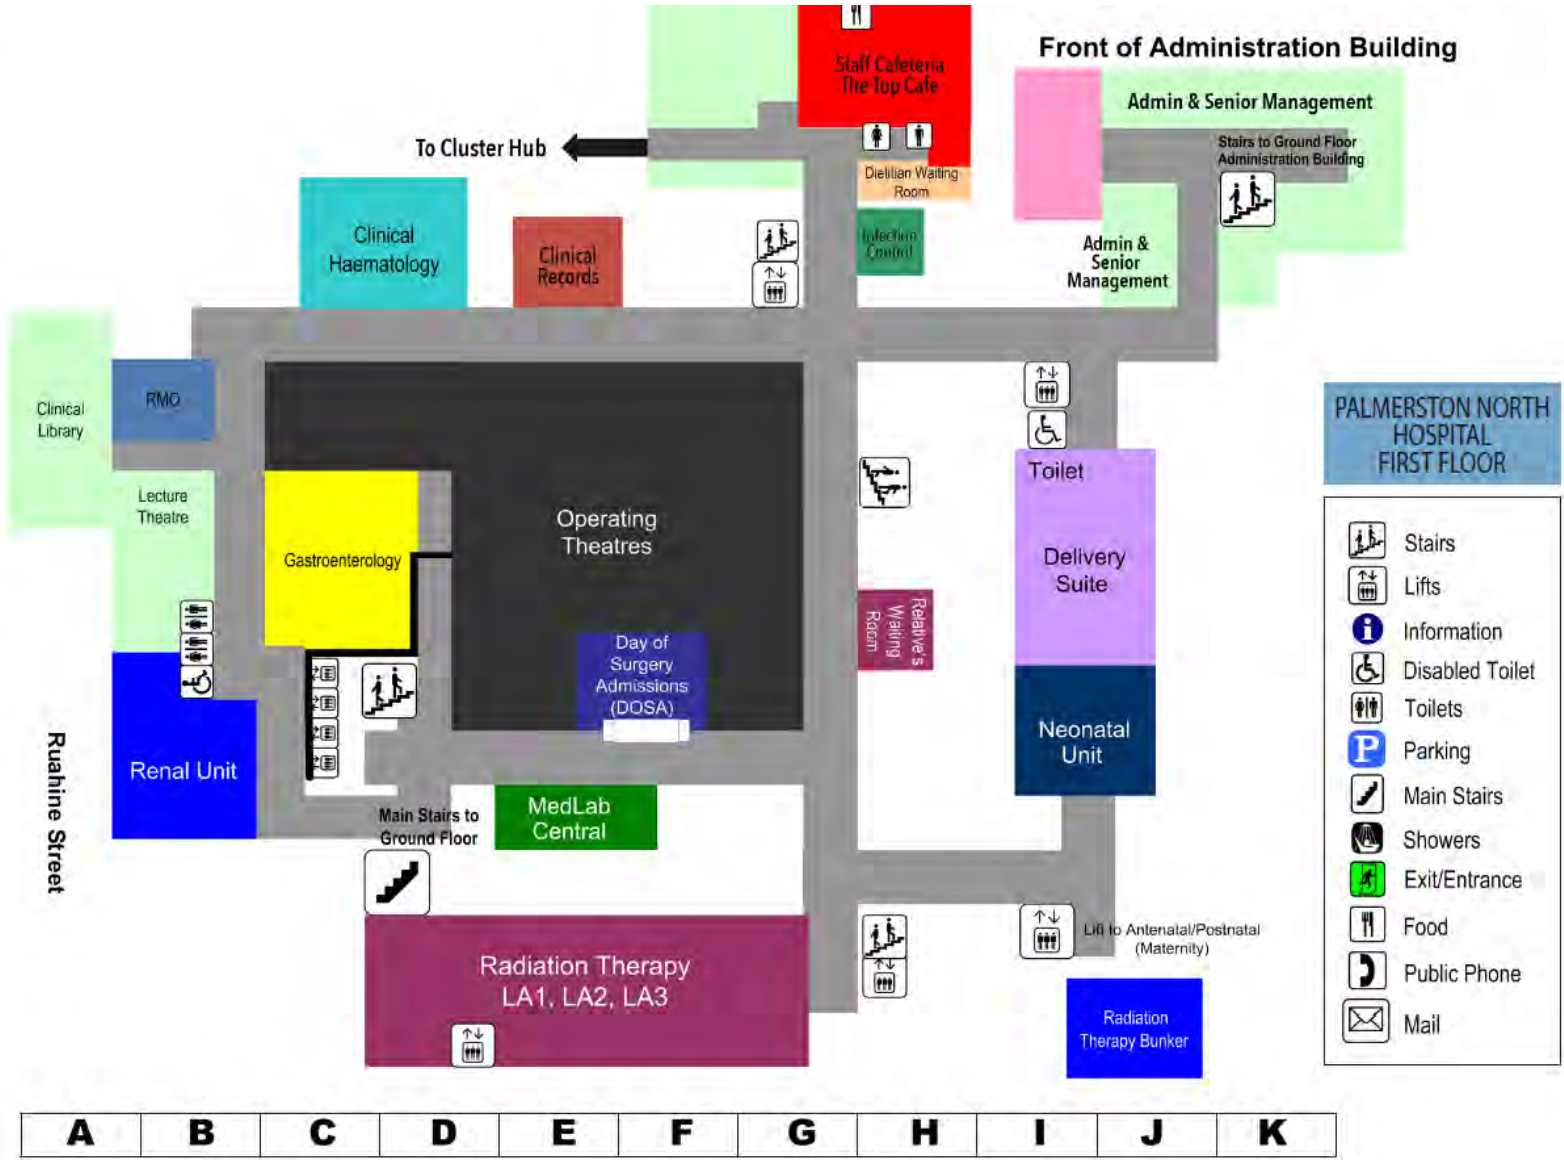 Front of Administration Building
Staff Cafeteria
The Top Cafe
Admin & Senior Management
To Cluster Hub
Stairs to Ground Floor
Administration Building
Dietitian Waiting
Room
Clinical
Haematology
Clinical
Records
Infection
Control
Admin &
Senior
Management
RMO
Clinical
Library
PALMERSTON NORTH
HOSPITAL
FIRST FLOOR
Toilet
Lecture
Theatre
Operating
Theatres
Gastroenterology
Delivery
Suite
Relative's
Waiting
Room
Day of
Surgery
Admissions
(DOSA)
Neonatal
Unit
Renal Unit
Ruahine Street
Main Stairs to
Ground Floor
MedLab
Central
Radiation Therapy
LA1, LA2, LA3
Lift to Antenatal/Postnatal
(Maternity)
Radiation
Therapy Bunker
Stairs
Lifts
Information
Disabled Toilet
Toilets
P Parking
Main Stairs
Showers
Exit/Entrance
Food
Public Phone
Mail
A B C D E F G H I J K